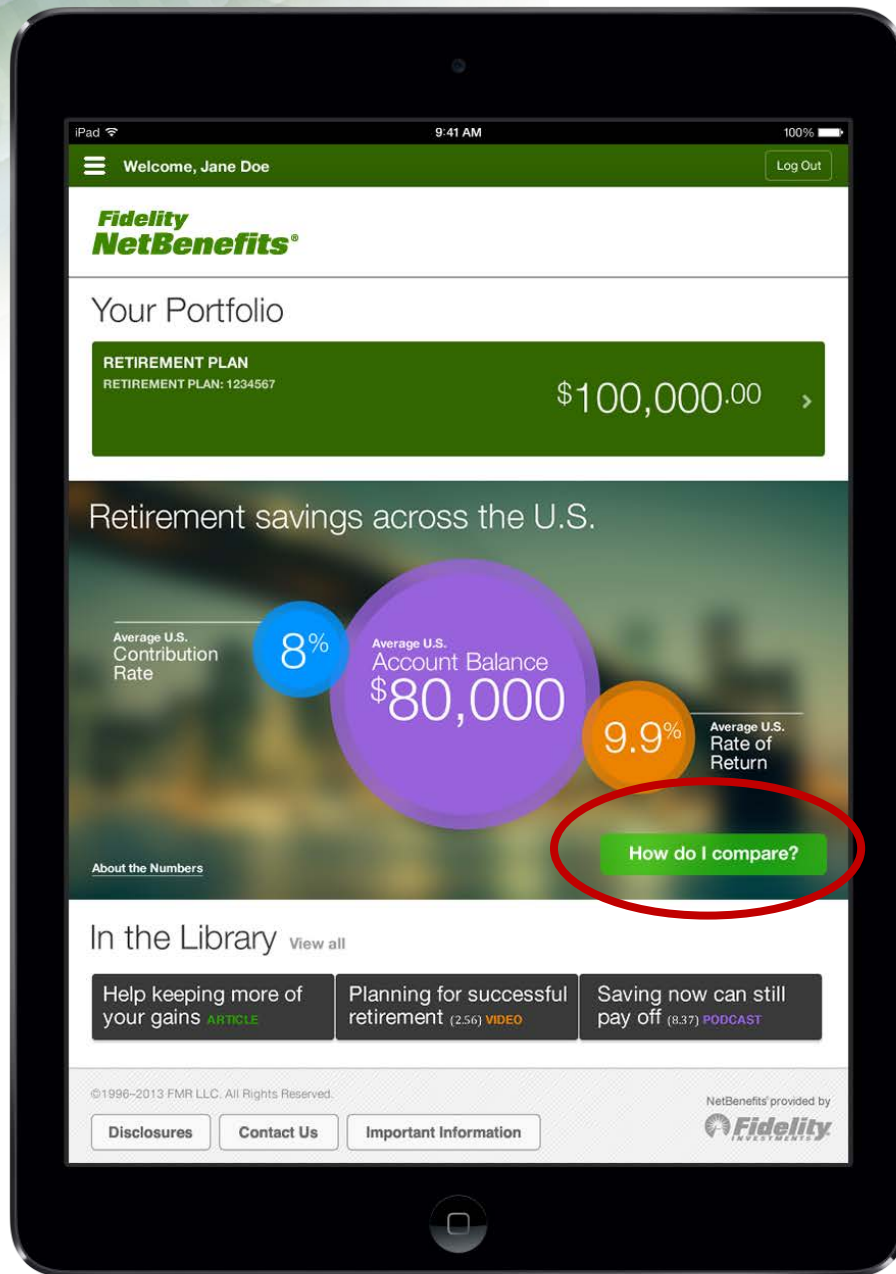 iPad 9:41 AM 100%
Welcome, Jane Doe Log Out
Fidelity
NetBenefits®
Your Portfolio
RETIREMENT PLAN
RETIREMENT PLAN: 1234567
$100,000.00
Retirement savings across the U.S.
Average U.S.
Contribution
Rate
8%
Average U.S.
Account Balance
$80,000
9.9%
Average U.S.
Rate of
Return
How do I compare?
About the Numbers
In the Library View all
Help keeping more of
your gains ARTICLE
Planning for successful
retirement (2.56) VIDEO
Saving now can still
pay off (8.37) PODCAST
©1996–2013 FMR LLC. All Rights Reserved.
Disclosures Contact Us Important Information
NetBenefits® provided by
Fidelity
INVESTMENTS®